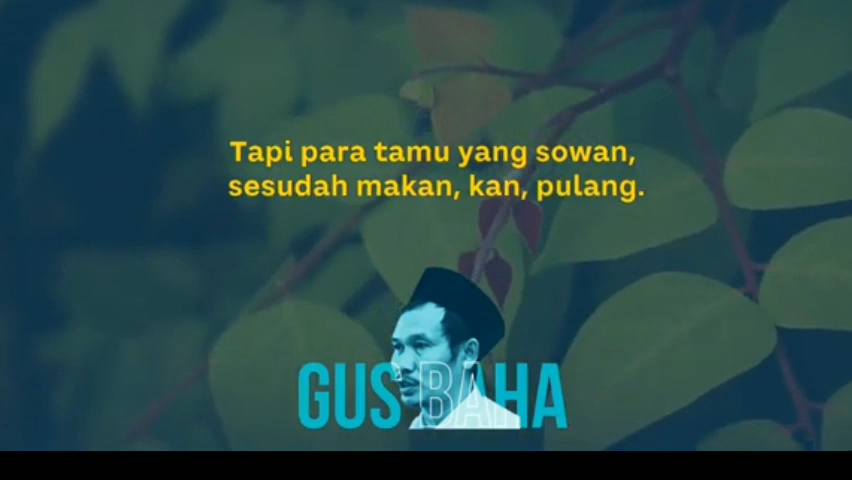 Tapi para tamu yang sowan,
sesudah makan, kan, pulang.
GUS BAHA